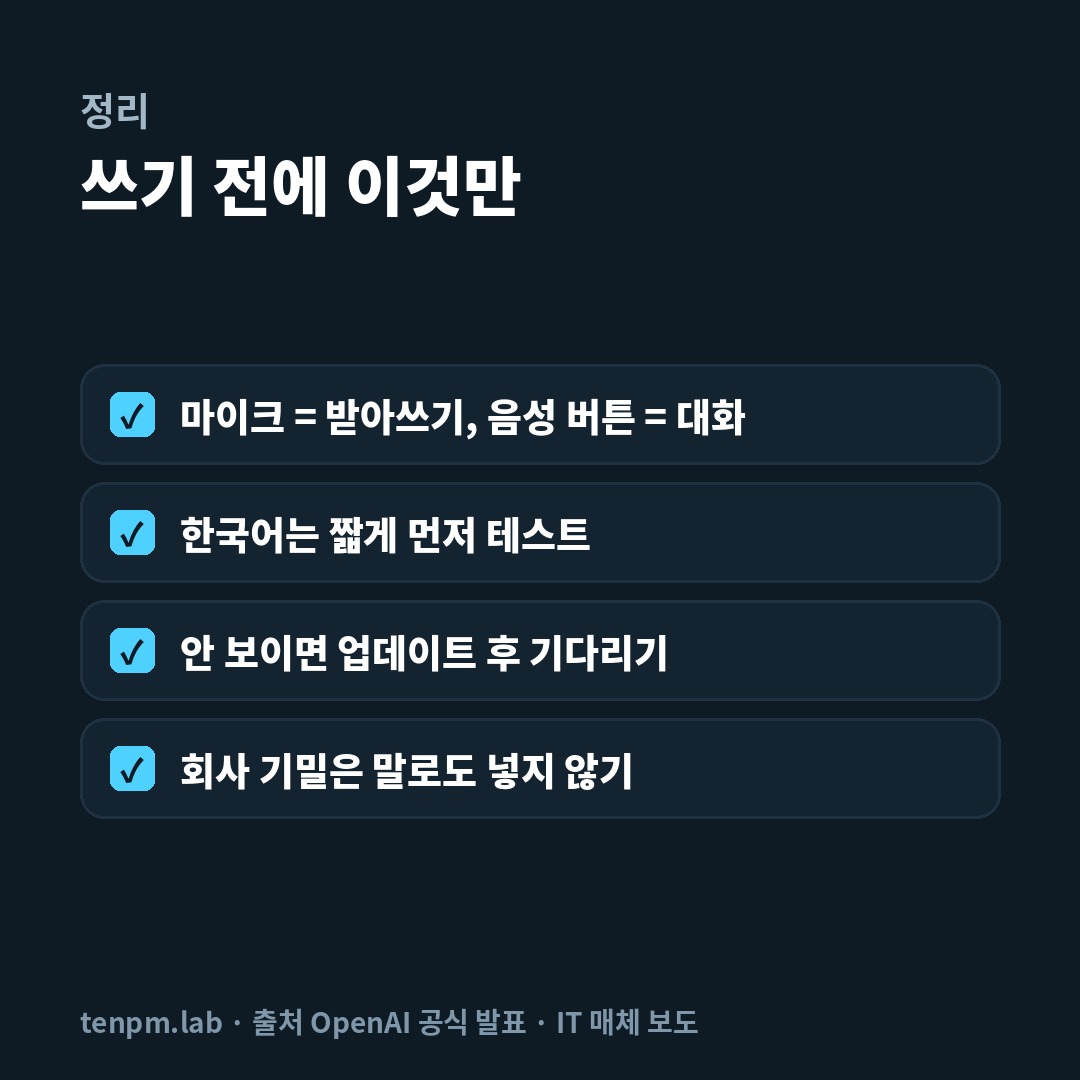 정리
쓰기 전에 이것만
✓ 마이크 = 받아쓰기, 음성 버튼 = 대화
✓ 한국어는 짧게 먼저 테스트
✓ 안 보이면 업데이트 후 기다리기
✓ 회사 기밀은 말로도 넣지 않기
tenpm.lab · 출처 OpenAI 공식 발표 · IT 매체 보도